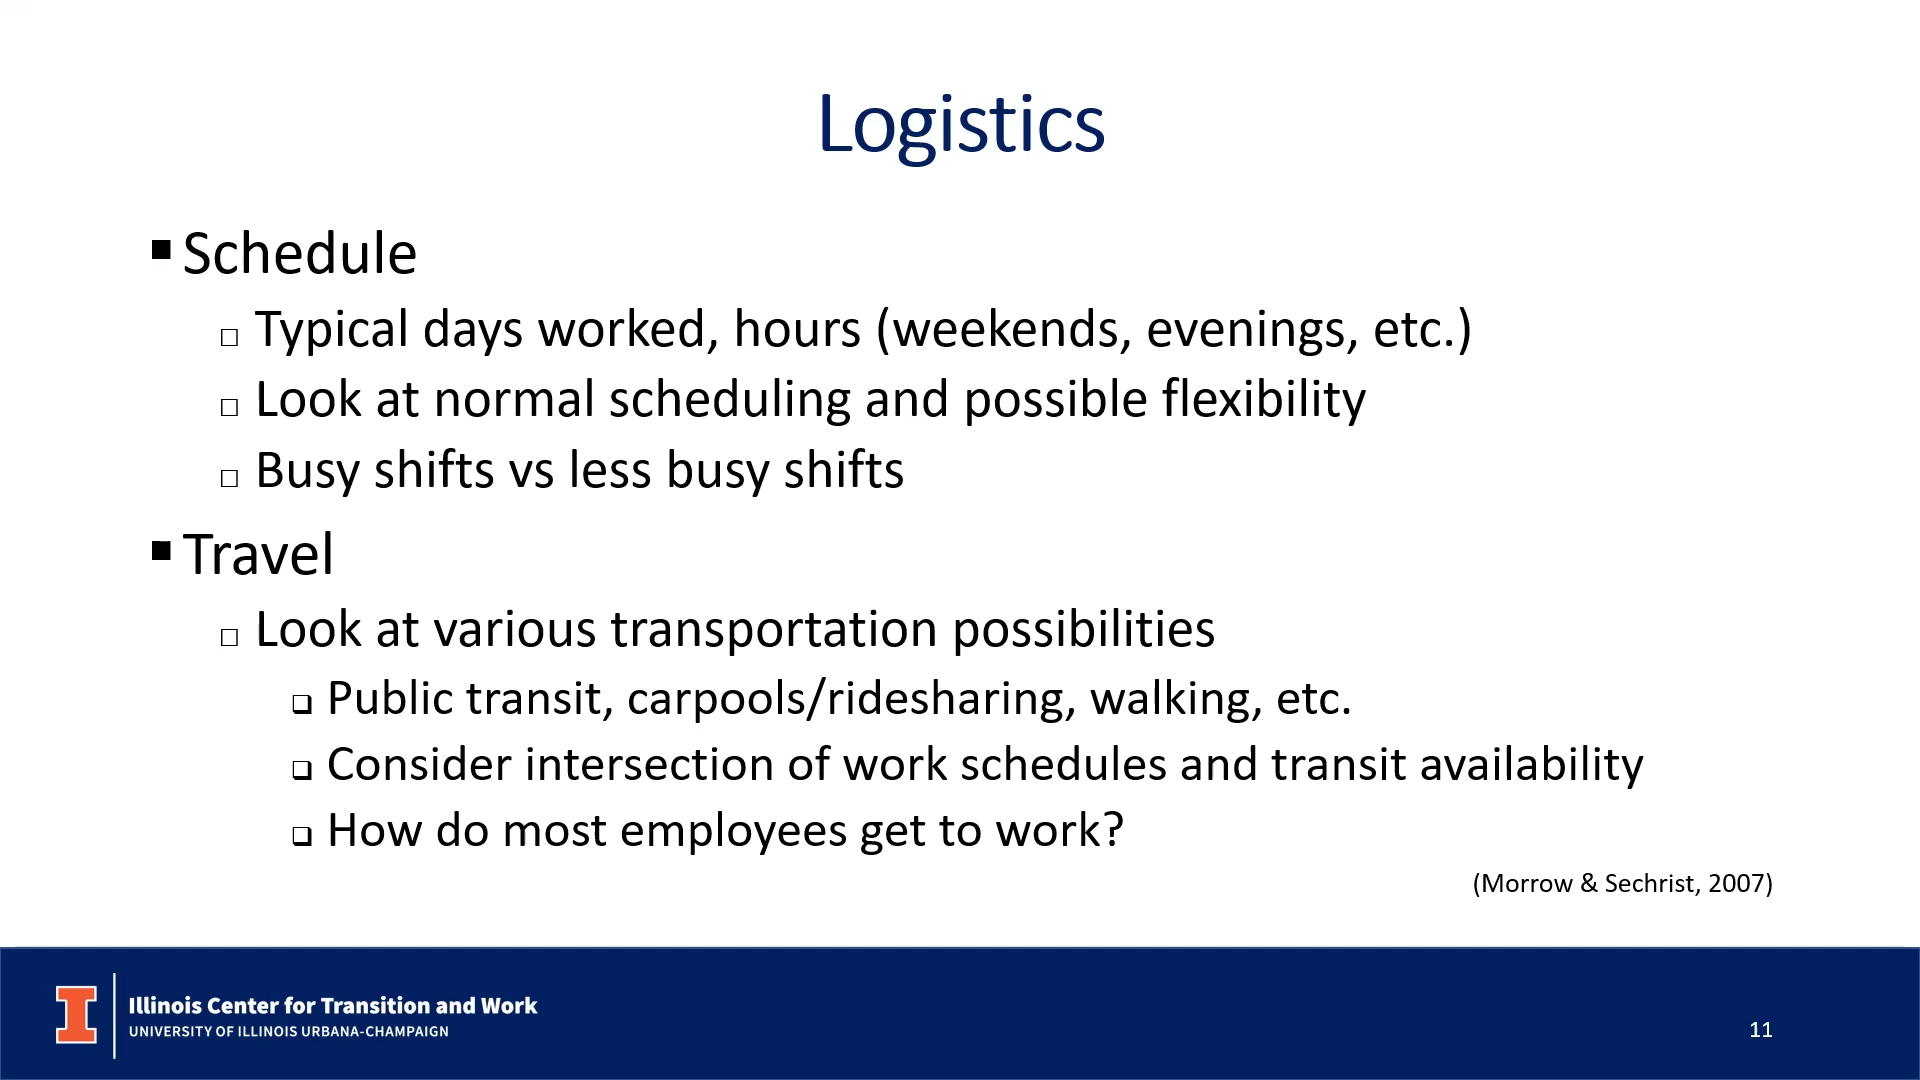 Logistics
▪Schedule
□ Typical days worked, hours (weekends, evenings, etc.)
□ Look at normal scheduling and possible flexibility
□ Busy shifts vs less busy shifts
▪Travel
□ Look at various transportation possibilities
❑ Public transit, carpools/ridesharing, walking, etc.
❑ Consider intersection of work schedules and transit availability
❑ How do most employees get to work?
(Morrow & Sechrist, 2007)
Illinois Center for Transition and Work
UNIVERSITY OF ILLINOIS URBANA-CHAMPAIGN
11